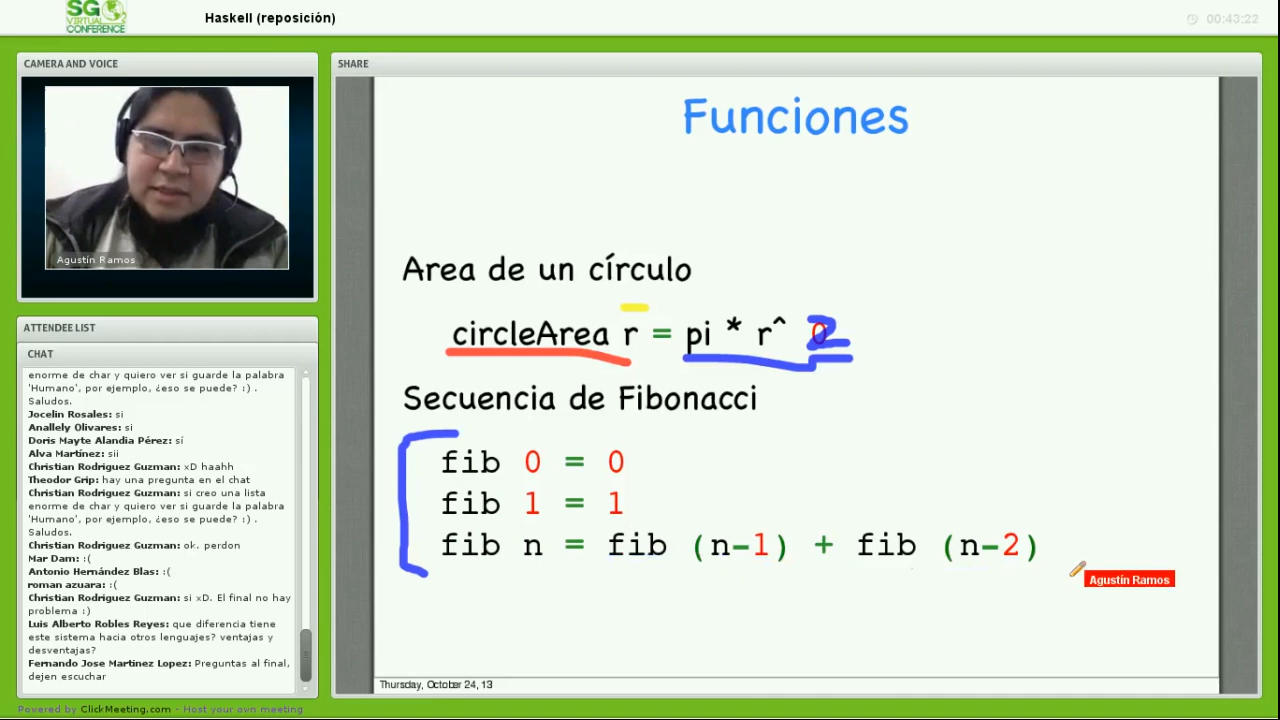 SG
VIRTUAL
CONFERENCE
Haskell (reposición)
00:43:22
CAMERA AND VOICE
Agustín Ramos
ATTENDEE LIST
CHAT
enorme de char y quiero ver si guarde la palabra
'Humano', por ejemplo, ¿eso se puede? :) .
Saludos.
Jocelin Rosales: si
Anallely Olivares: si
Doris Mayte Alandia Pérez: sí
Alva Martínez: sii
Christian Rodriguez Guzman: xD haahh
Theodor Grip: hay una pregunta en el chat
Christian Rodriguez Guzman: si creo una lista
enorme de char y quiero ver si guarde la palabra
'Humano', por ejemplo, ¿eso se puede? :) .
Saludos.
Christian Rodriguez Guzman: ok. perdon
Mar Dam: :(
Antonio Hernández Blas: :(
roman azuara: :(
Christian Rodriguez Guzman: si xD. El final no hay
problema :)
Luis Alberto Robles Reyes: que diferencia tiene
este sistema hacia otros lenguajes? ventajas y
desventajas?
Fernando Jose Martinez Lopez: Preguntas al final,
dejen escuchar
SHARE
Funciones
Area de un círculo
circleArea r = pi * r^ 2
Secuencia de Fibonacci
fib 0 = 0
fib 1 = 1
fib n = fib (n-1) + fib (n-2)
Agustín Ramos
Thursday, October 24, 13
Powered by ClickMeeting.com - Host your own meeting